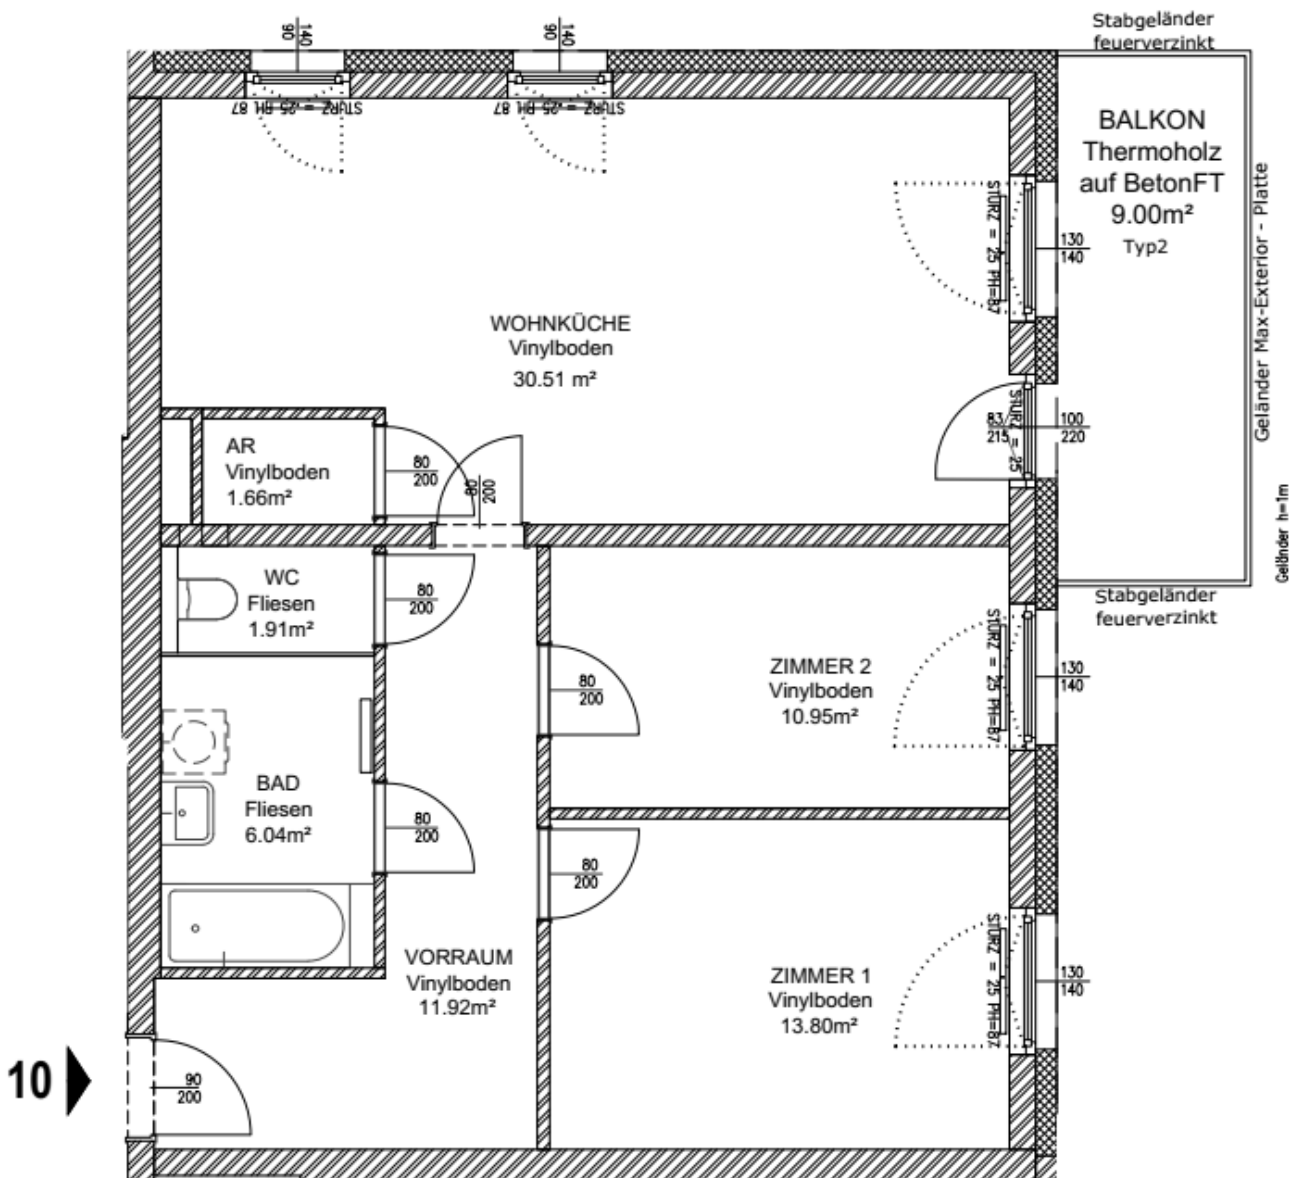 Stabgeländer
feuerverzinkt
90
140
90
140
STURZ = 25 PH 87
STURZ = 25 PH 87
BALKON
Thermoholz
auf BetonFT
9.00m²
Typ2
Geländer Max-Exterior - Platte
Geländer h=1m
STURZ = 25 PH=87
130
140
WOHNKÜCHE
Vinylboden
30.51 m²
83
215
STURZ = 25
100
220
AR
Vinylboden
1.66m²
80
200
80
200
Stabgeländer
feuerverzinkt
WC
Fliesen
1.91m²
80
200
ZIMMER 2
Vinylboden
10.95m²
80
200
STURZ = 25 PH=87
130
140
BAD
Fliesen
6.04m²
80
200
80
200
VORRAUM
Vinylboden
11.92m²
ZIMMER 1
Vinylboden
13.80m²
STURZ = 25 PH=87
130
140
10
90
200